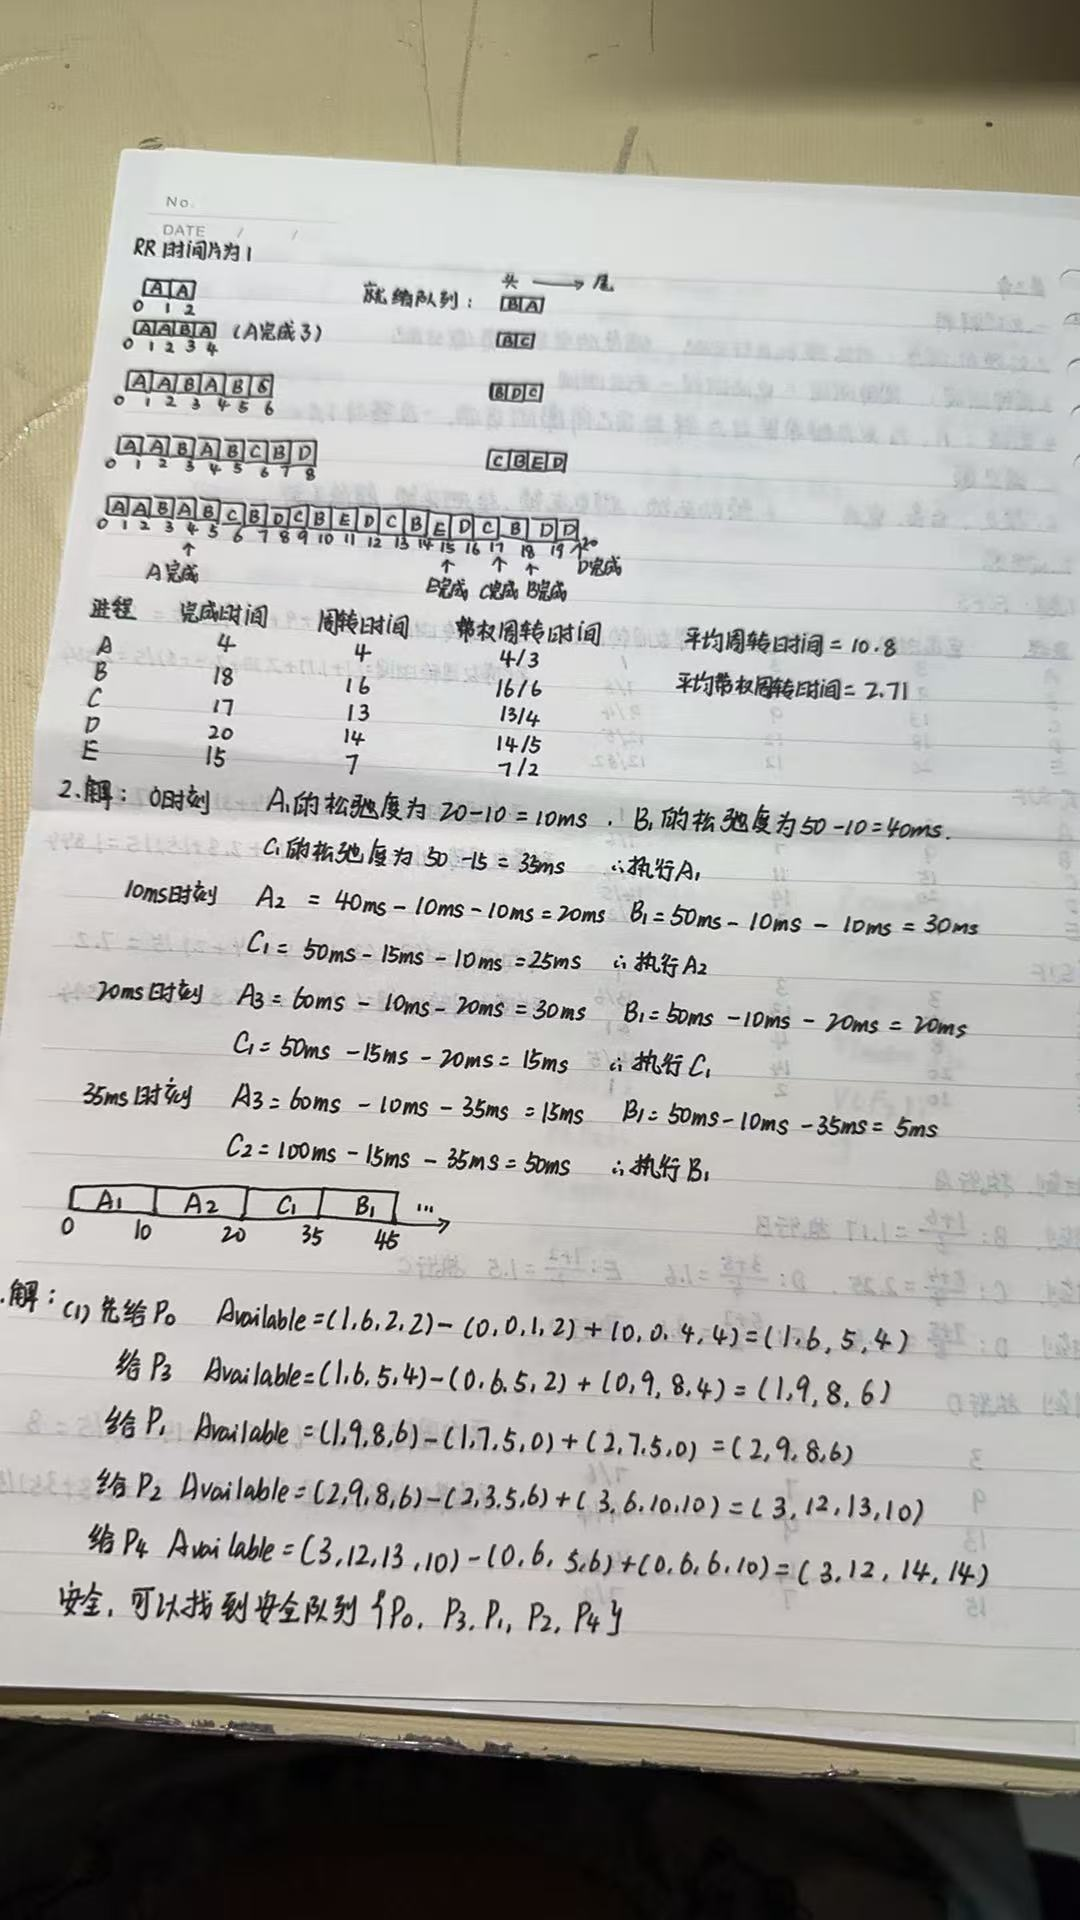 No.
DATE / /
RR 时间片为1
头 → 尾
A A 就绪队列: B A
0 1 2
A A B A (A完成了) B C
0 1 2 3 4
A A B A B C B D C
0 1 2 3 4 5 6
A A B A B C B D C B E D
0 1 2 3 4 5 6 7 8
A A B A B C B D C B E D C B E D C B D D
0 1 2 3 4 5 6 7 8 9 10 11 12 13 14 15 16 17 18 19 20
↑ ↑ ↑ ↑ ↑
A完成 E完成 C完成 B完成 D完成
进程 完成时间 周转时间 带权周转时间 平均周转时间=10.8
A 4 4 4/3 平均带权周转时间=2.71
B 18 16 16/6
C 17 13 13/4
D 20 14 14/5
E 15 7 7/2
2.解: 0时刻 A₁的松弛度为 20-10=10ms. B₁的松弛度为50-10=40ms.
C₁的松弛度为 50-15=35ms ∴执行A₁
10ms时刻 A2 = 40ms-10ms-10ms=20ms B₁=50ms-10ms-10ms=30ms
C₁= 50ms-15ms-10ms=25ms ∴执行A2
20ms时刻 A3=60ms-10ms-20ms=30ms B₁=50ms-10ms-20ms=20ms
C₁=50ms-15ms-20ms=15ms ∴执行C₁
35ms时刻 A3=60ms-10ms-35ms=15ms B₁=50ms-10ms-35ms=5ms
C2=100ms-15ms-35ms=50ms ∴执行B₁
A₁ A2 C₁ B₁ ...
0 10 20 35 45
.解: (1) 先给P₀ Available=(1.6.2.2)-(0.0.1.2)+(0.0.4.4)=(1.6,5,4)
给P3 Available=(1.6.5.4)-(0.6.5.2)+(0,9,8,4)=(1,9,8,6)
给P₁ Available=(1.9.8,6)-(1.7.5,0)+(2,7.5,0)=(2,9,8,6)
给P2 Available=(2,9.8,6)-(2,3.5,6)+(3,6.10,10)=(3,12,13,10)
给P4 Available=(3,12,13,10)-(0,6,5,6)+(0,6,6,10)=(3,12,14,14)
安全,可以找到安全队列{P₀, P3, P₁, P2, P4}